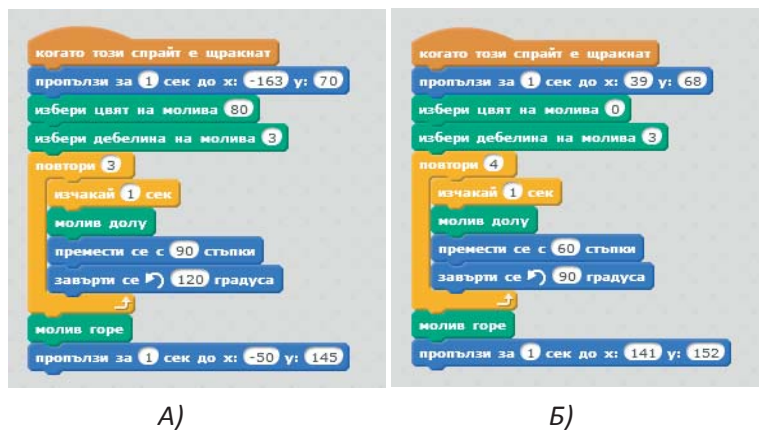 когато този спрайт е щракнат
пропълзи за 1 сек до x: -163 y: 70
избери цвят на молива 80
избери дебелина на молива 3
повтори 3
изчакай 1 сек
молив долу
премести се с 90 стъпки
завърти се 120 градуса
молив горе
пропълзи за 1 сек до x: -50 y: 145
А)
когато този спрайт е щракнат
пропълзи за 1 сек до x: 39 y: 68
избери цвят на молива 0
избери дебелина на молива 3
повтори 4
изчакай 1 сек
молив долу
премести се с 60 стъпки
завърти се 90 градуса
молив горе
пропълзи за 1 сек до x: 141 y: 152
Б)